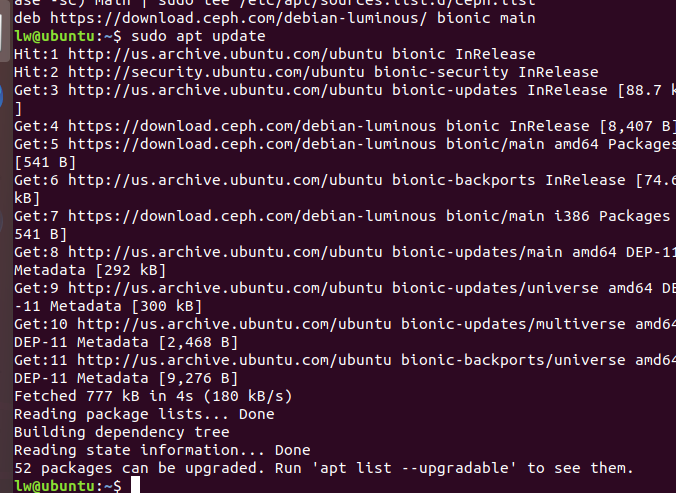 ase -sc) main | sudo tee /etc/apt/sources.list.d/ceph.list
deb https://download.ceph.com/debian-luminous/ bionic main
lw@ubuntu:~$ sudo apt update
Hit:1 http://us.archive.ubuntu.com/ubuntu bionic InRelease
Hit:2 http://security.ubuntu.com/ubuntu bionic-security InRelease
Get:3 http://us.archive.ubuntu.com/ubuntu bionic-updates InRelease [88.7 k
]
Get:4 https://download.ceph.com/debian-luminous bionic InRelease [8,407 B]
Get:5 https://download.ceph.com/debian-luminous bionic/main amd64 Packages
[541 B]
Get:6 http://us.archive.ubuntu.com/ubuntu bionic-backports InRelease [74.6
kB]
Get:7 https://download.ceph.com/debian-luminous bionic/main i386 Packages
541 B]
Get:8 http://us.archive.ubuntu.com/ubuntu bionic-updates/main amd64 DEP-11
Metadata [292 kB]
Get:9 http://us.archive.ubuntu.com/ubuntu bionic-updates/universe amd64 DE
-11 Metadata [300 kB]
Get:10 http://us.archive.ubuntu.com/ubuntu bionic-updates/multiverse amd64
DEP-11 Metadata [2,468 B]
Get:11 http://us.archive.ubuntu.com/ubuntu bionic-backports/universe amd64
DEP-11 Metadata [9,276 B]
Fetched 777 kB in 4s (180 kB/s)
Reading package lists... Done
Building dependency tree
Reading state information... Done
52 packages can be upgraded. Run 'apt list --upgradable' to see them.
lw@ubuntu:~$